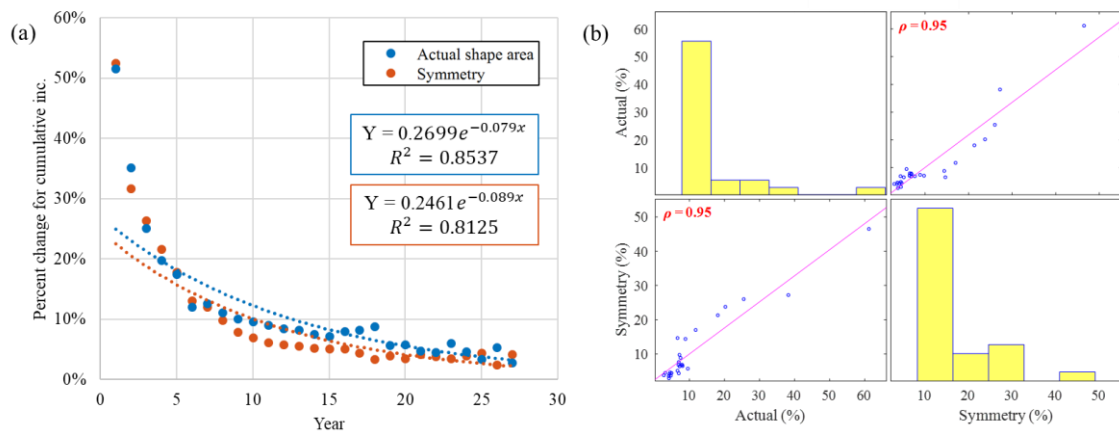 (a)
60%
50%
40%
30%
20%
10%
0%
Percent change for cumulative inc.
Actual shape area
Symmetry
Y = 0.2699e^{-0.079x}
R² = 0.8537
Y = 0.2461e^{-0.089x}
R² = 0.8125
0 5 10 15 20 25 30
Year
(b)
Actual (%)
60
50
40
30
20
10
ρ = 0.95
Symmetry (%)
50
40
30
20
10
ρ = 0.95
10 20 30 40 50 60
Actual (%)
10 20 30 40 50
Symmetry (%)